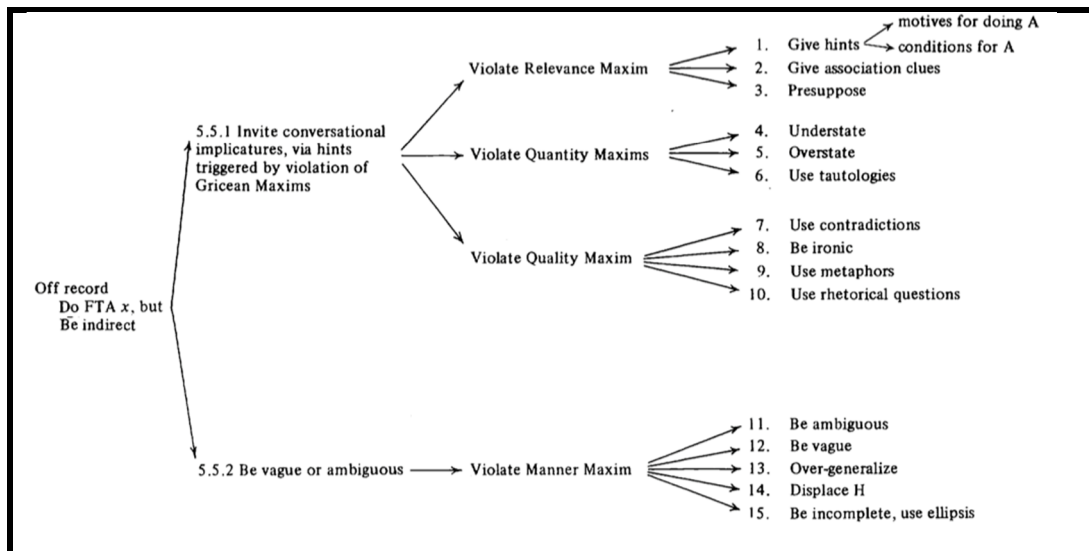 motives for doing A
1. Give hints
conditions for A
Violate Relevance Maxim
2. Give association clues
3. Presuppose
5.5.1 Invite conversational
implicatures, via hints
triggered by violation of
Gricean Maxims
4. Understate
Violate Quantity Maxims
5. Overstate
6. Use tautologies
7. Use contradictions
8. Be ironic
Violate Quality Maxim
9. Use metaphors
10. Use rhetorical questions
Off record
Do FTA x, but
Be indirect
11. Be ambiguous
12. Be vague
5.5.2 Be vague or ambiguous
Violate Manner Maxim
13. Over-generalize
14. Displace H
15. Be incomplete, use ellipsis